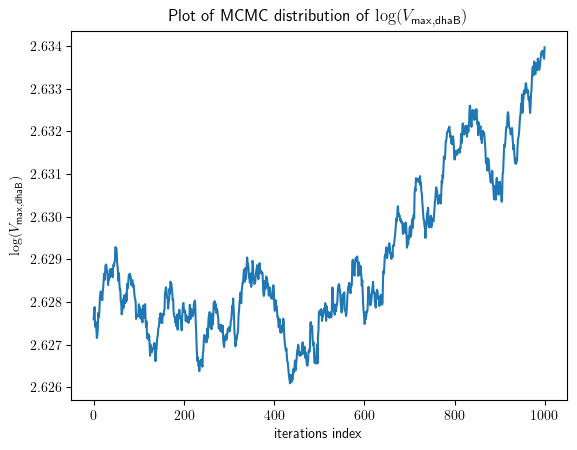 Plot of MCMC distribution of log(V_max,dhaB)
log(V_max,dhaB)
2.634
2.633
2.632
2.631
2.630
2.629
2.628
2.627
2.626
0 200 400 600 800 1000
iterations index